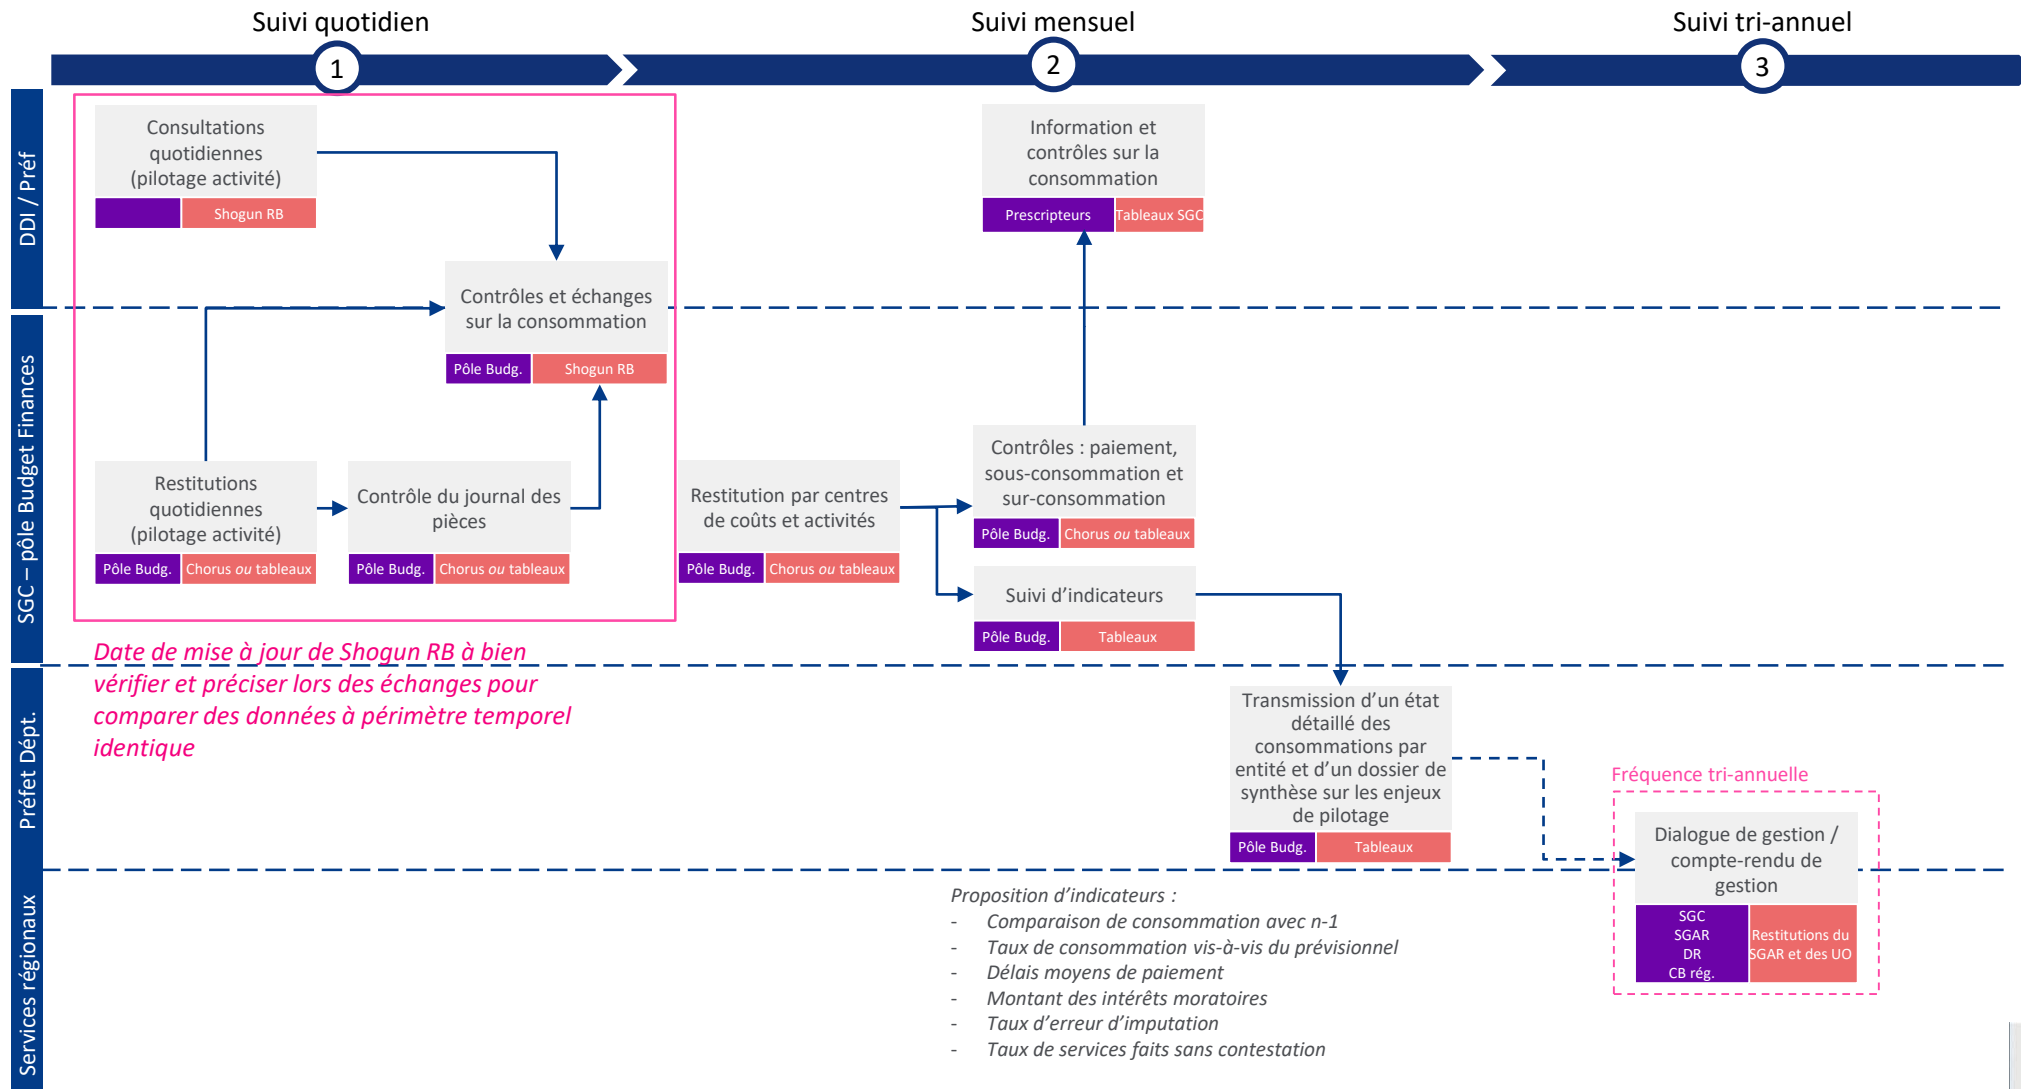 Suivi quotidien
Suivi mensuel
Suivi tri-annuel
1
2
3
DDI / Préf
Consultations
quotidiennes
(pilotage activité)
Shogun RB
Information et
contrôles sur la
consommation
Prescripteurs
Tableaux SGC
Contrôles et échanges
sur la consommation
Pôle Budg.
Shogun RB
SGC – pôle Budget Finances
Restitutions
quotidiennes
(pilotage activité)
Pôle Budg.
Chorus ou tableaux
Contrôle du journal des
pièces
Pôle Budg.
Chorus ou tableaux
Restitution par centres
de coûts et activités
Pôle Budg.
Chorus ou tableaux
Contrôles : paiement,
sous-consommation et
sur-consommation
Pôle Budg.
Chorus ou tableaux
Suivi d’indicateurs
Pôle Budg.
Tableaux
Date de mise à jour de Shogun RB à bien
vérifier et préciser lors des échanges pour
comparer des données à périmètre temporel
identique
Préfet Dépt.
Transmission d’un état
détaillé des
consommations par
entité et d’un dossier de
synthèse sur les enjeux
de pilotage
Pôle Budg.
Tableaux
Fréquence tri-annuelle
Dialogue de gestion /
compte-rendu de
gestion
SGC
SGAR
DR
CB rég.
Restitutions du
SGAR et des UO
Services régionaux
Proposition d’indicateurs :
- Comparaison de consommation avec n-1
- Taux de consommation vis-à-vis du prévisionnel
- Délais moyens de paiement
- Montant des intérêts moratoires
- Taux d’erreur d’imputation
- Taux de services faits sans contestation